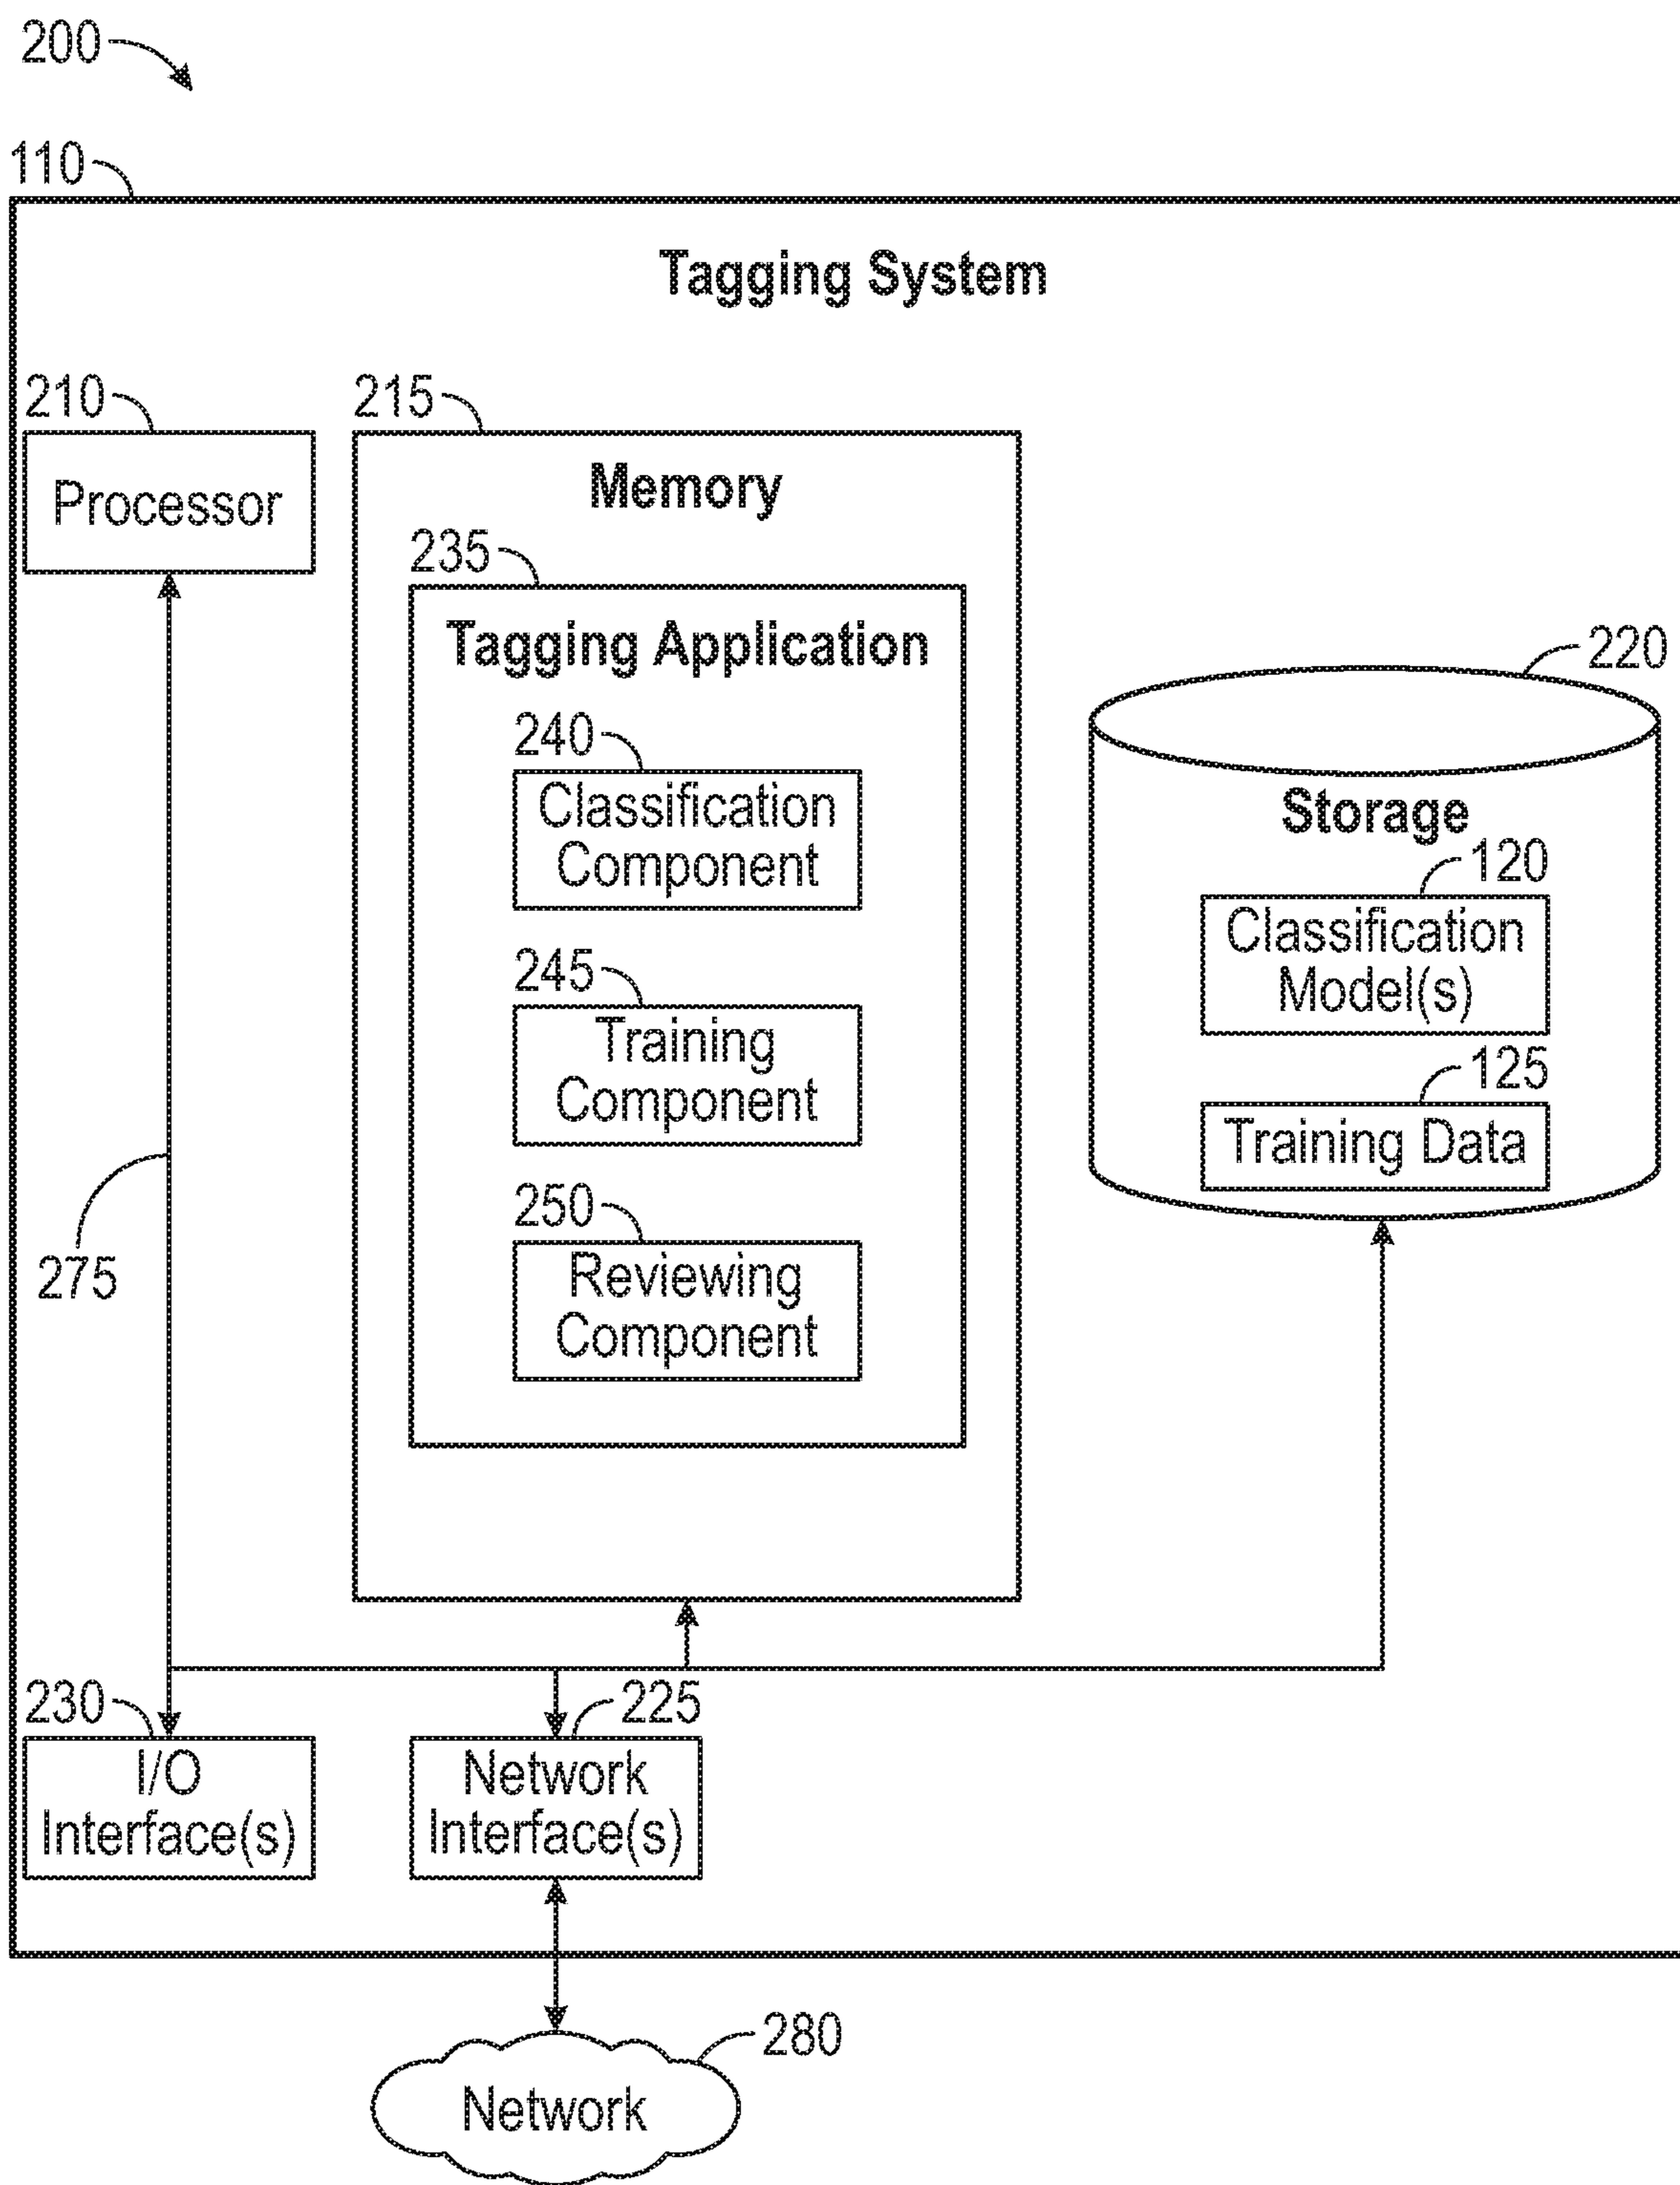 200
110
Tagging System
210
215
Processor
Memory
235
Tagging Application
220
240
Classification
Component
Storage
120
Classification
Model(s)
245
Training
Component
125
Training Data
250
Reviewing
Component
275
230
225
I/O
Interface(s)
Network
Interface(s)
280
Network